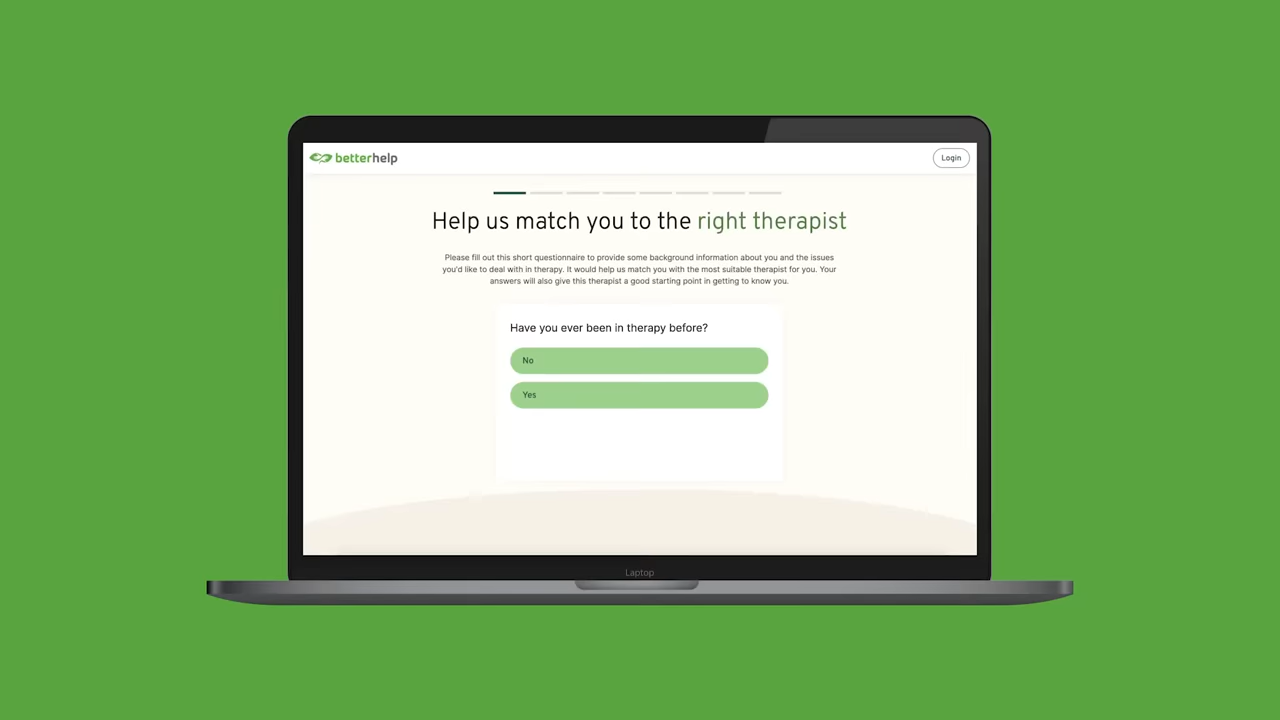 betterhelp
Login
Help us match you to the right therapist
Please fill out this short questionnaire to provide some background information about you and the issues
you'd like to deal with in therapy. It would help us match you with the most suitable therapist for you. Your
answers will also give this therapist a good starting point in getting to know you.
Have you ever been in therapy before?
No
Yes
Laptop